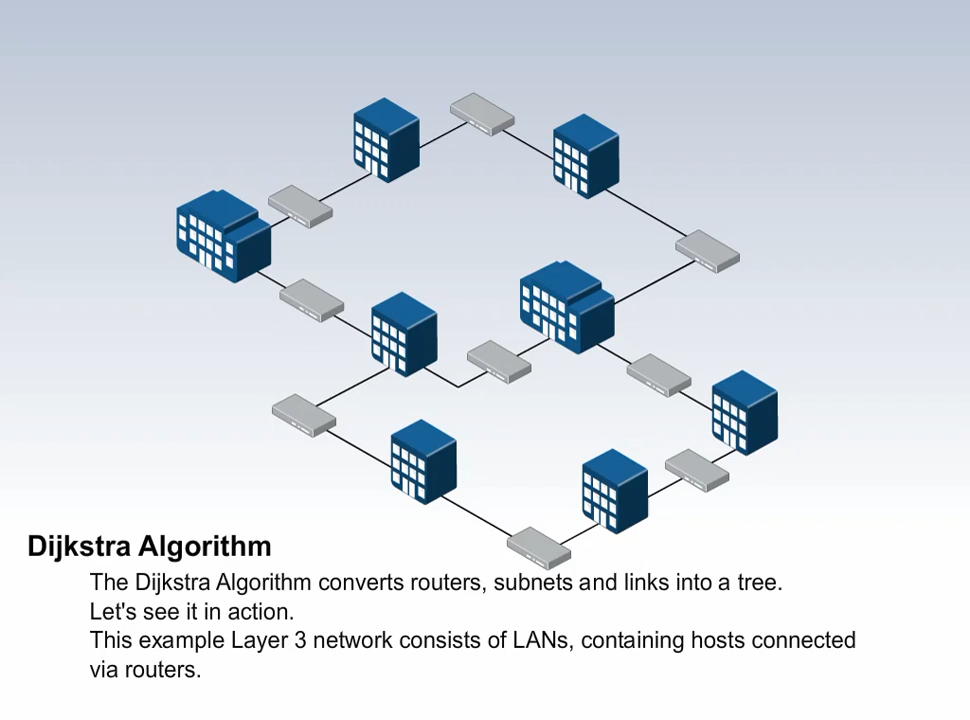 Dijkstra Algorithm
The Dijkstra Algorithm converts routers, subnets and links into a tree.
Let's see it in action.
This example Layer 3 network consists of LANs, containing hosts connected
via routers.